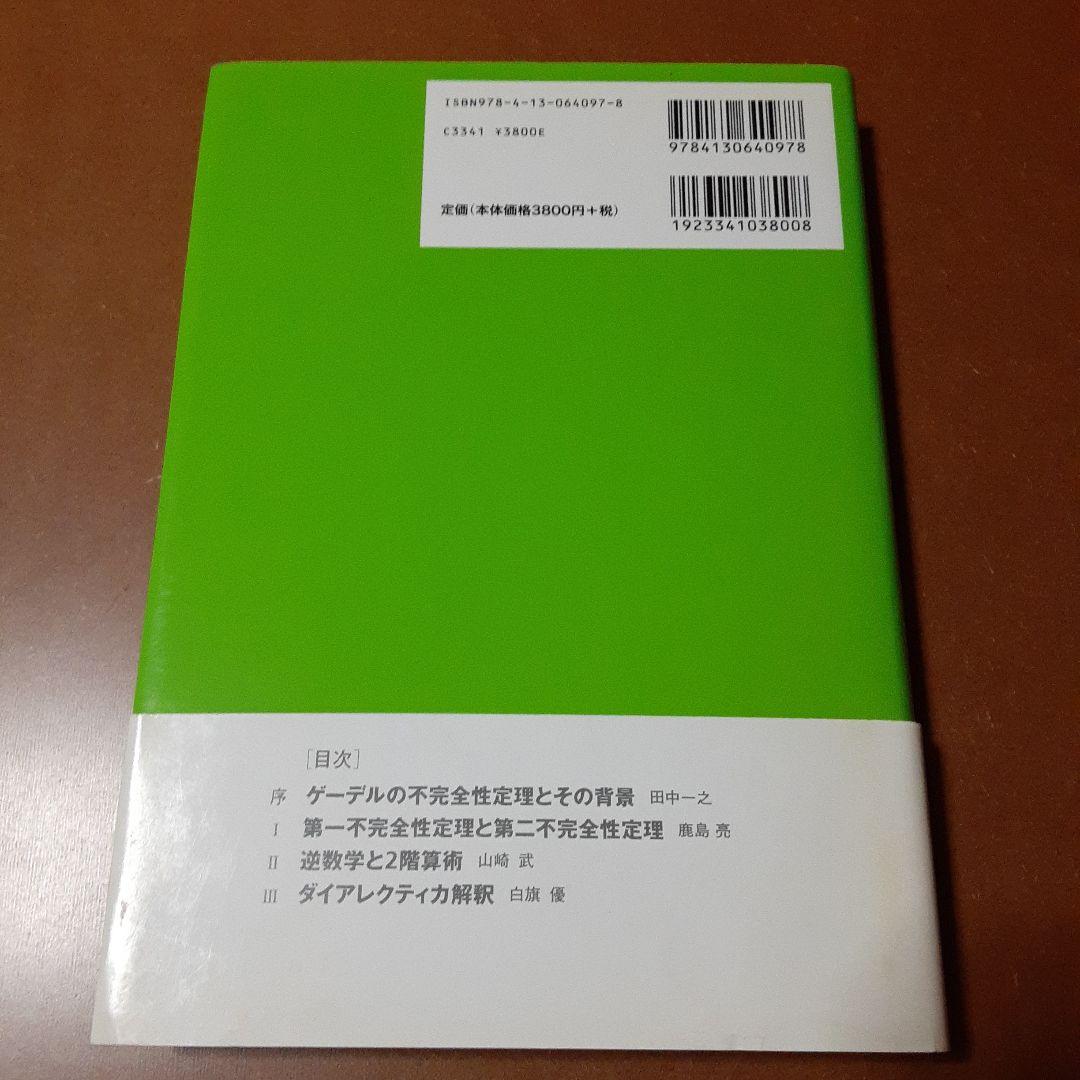 ISBN978-4-13-064097-8
C3341 ¥3800E
定価(本体価格3800円+税)
9784130640978
1923341038008
[目次]
序 ゲーデルの不完全性定理とその背景 田中一之
I 第一不完全性定理と第二不完全性定理 鹿島 亮
II 逆数学と2階算術 山崎 武
III ダイアレクティカ解釈 白旗 優